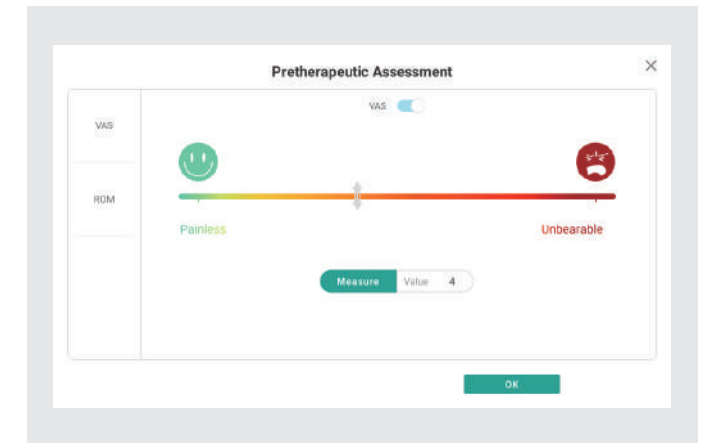 Pretherapeutic Assessment
VAS
VAS
ROM
Painless Unbearable
Measure Value 4
OK